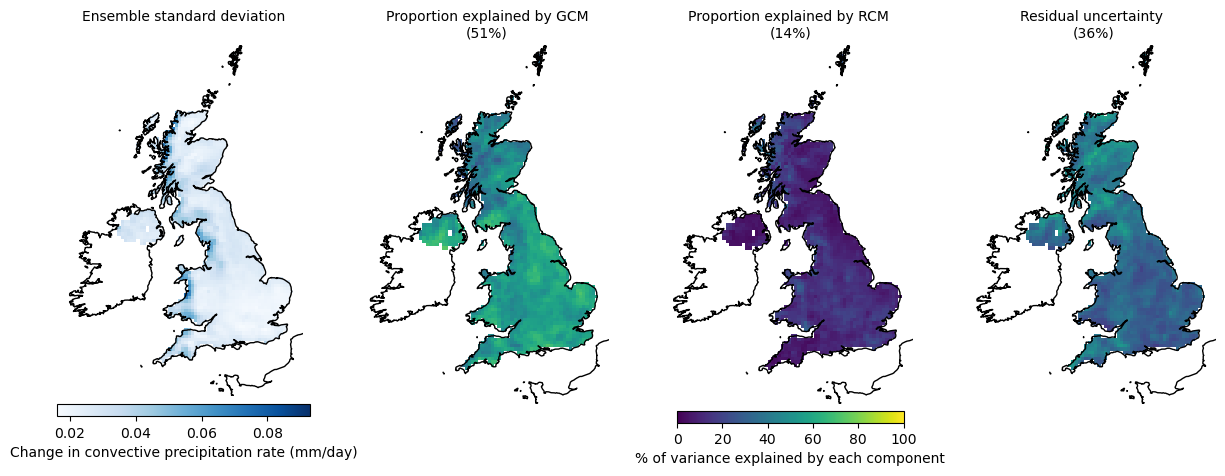 Ensemble standard deviation
Proportion explained by GCM
(51%)
Proportion explained by RCM
(14%)
Residual uncertainty
(36%)
0.02 0.04 0.06 0.08
Change in convective precipitation rate (mm/day)
0 20 40 60 80 100
% of variance explained by each component